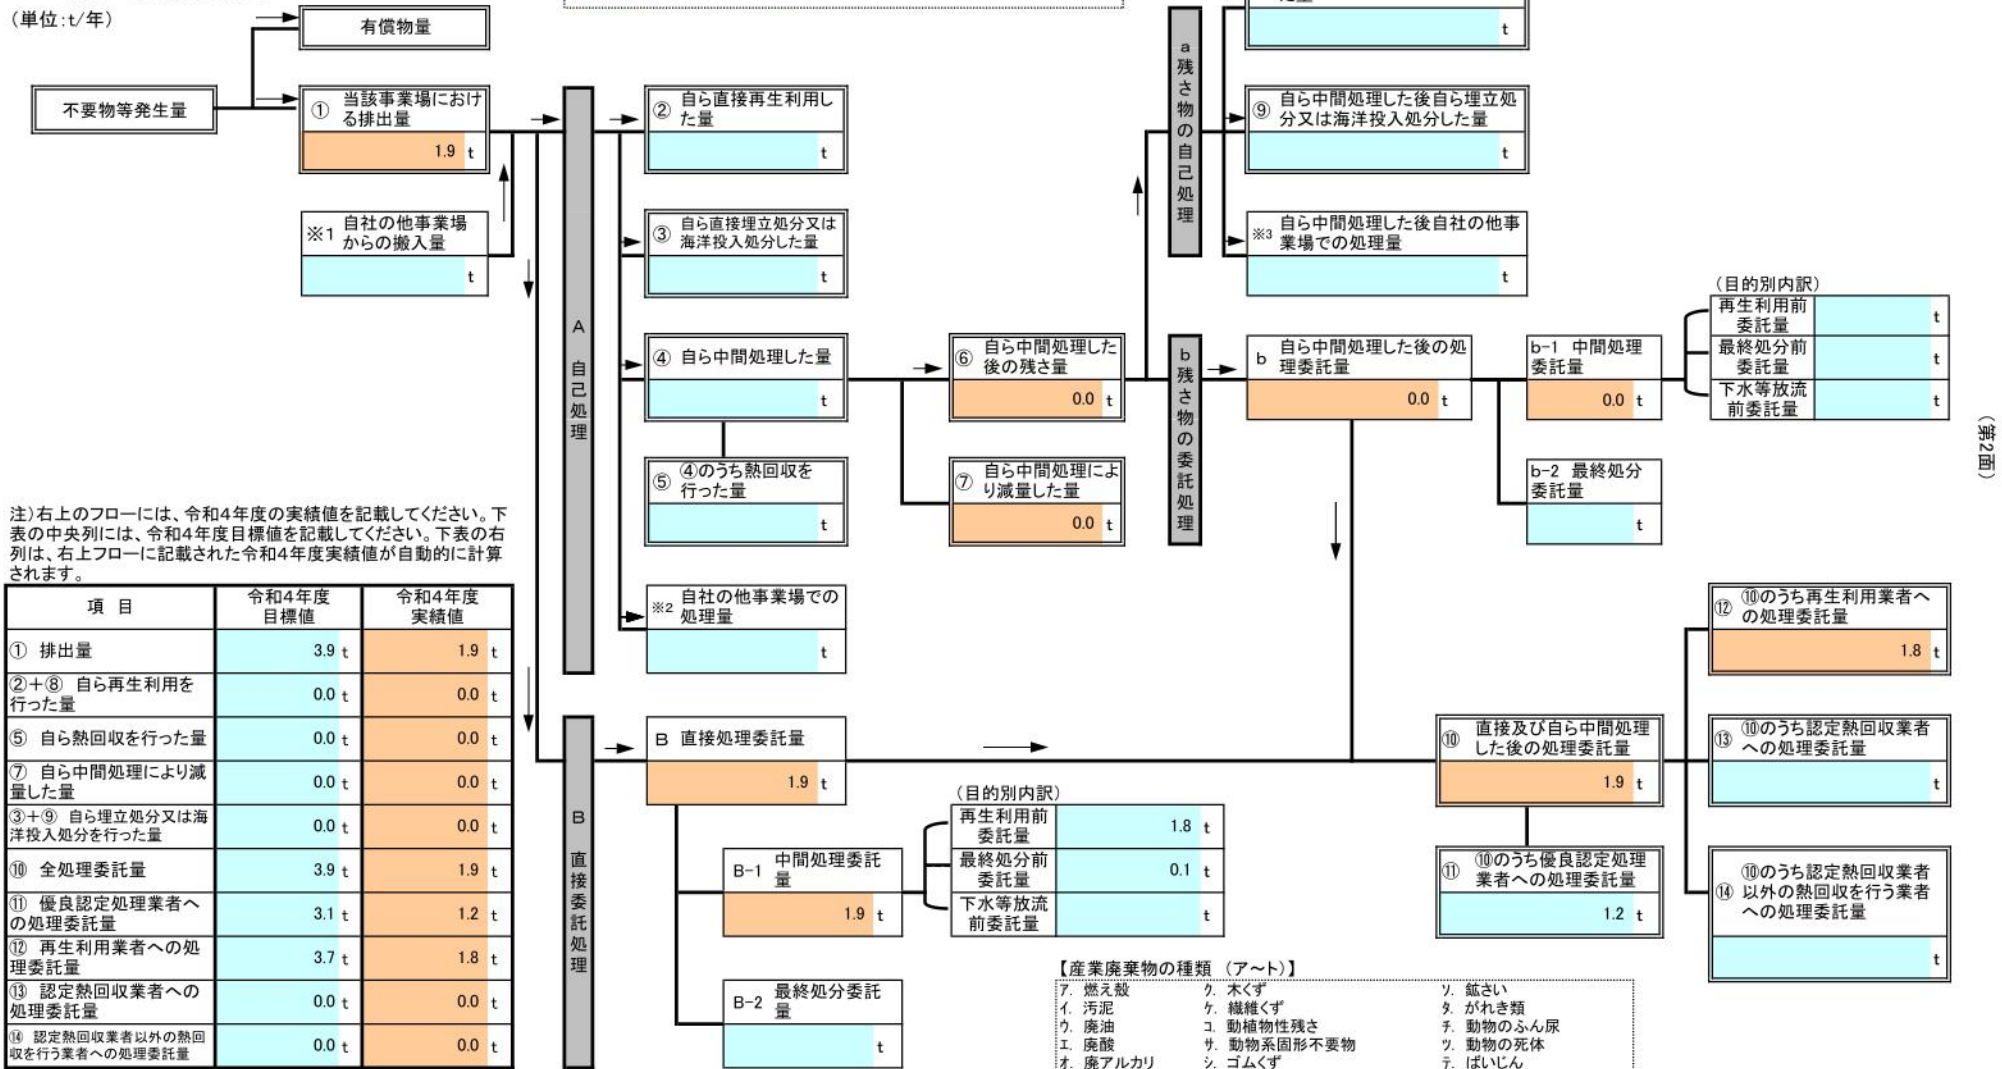 (単位:t/年)
有償物量
不要物等発生量
① 当該事業場におけ
る排出量
1.9 t
※1 自社の他事業場
からの搬入量
t
A 自己処理
② 自ら直接再生利用し
た量
t
③ 自ら直接埋立処分又は
海洋投入処分した量
t
④ 自ら中間処理した量
t
⑤ ④のうち熱回収を
行った量
t
※2 自社の他事業場での
処理量
t
⑥ 自ら中間処理した
後の残さ量
0.0 t
⑦ 自ら中間処理によ
り減量した量
0.0 t
a 残さ物の自己処理
t
⑨ 自ら中間処理した後自ら埋立処
分又は海洋投入処分した量
t
※3 自ら中間処理した後自社の他事
業場での処理量
t
b 残さ物の委託処理
b 自ら中間処理した後の処
理委託量
0.0 t
b-1 中間処理
委託量
0.0 t
(目的別内訳)
再生利用前
委託量
t
最終処分前
委託量
t
下水等放流
前委託量
t
b-2 最終処分
委託量
t
(第2面)
注)右上のフローには、令和4年度の実績値を記載してください。下
表の中央列には、令和4年度目標値を記載してください。下表の右
列は、右上フローに記載された令和4年度実績値が自動的に計算
されます。
項 目 令和4年度 目標値 令和4年度 実績値
① 排出量 3.9 t 1.9 t
②+⑧ 自ら再生利用を
行った量 0.0 t 0.0 t
⑤ 自ら熱回収を行った量 0.0 t 0.0 t
⑦ 自ら中間処理により減
量した量 0.0 t 0.0 t
③+⑨ 自ら埋立処分又は海
洋投入処分を行った量 0.0 t 0.0 t
⑩ 全処理委託量 3.9 t 1.9 t
⑪ 優良認定処理業者へ
の処理委託量 3.1 t 1.2 t
⑫ 再生利用業者への処
理委託量 3.7 t 1.8 t
⑬ 認定熱回収業者への
処理委託量 0.0 t 0.0 t
⑭ 認定熱回収業者以外の熱回
収を行う業者への処理委託量 0.0 t 0.0 t
B 直接委託処理
B 直接処理委託量
1.9 t
B-1 中間処理委託
量
1.9 t
(目的別内訳)
再生利用前
委託量
1.8 t
最終処分前
委託量
0.1 t
下水等放流
前委託量
t
B-2 最終処分委託
量
t
⑩ 直接及び自ら中間処理
した後の処理委託量
1.9 t
⑪ ⑩のうち優良認定処理
業者への処理委託量
1.2 t
⑫ ⑩のうち再生利用業者へ
の処理委託量
1.8 t
⑬ ⑩のうち認定熱回収業者
への処理委託量
t
⑭ ⑩のうち認定熱回収業者
以外の熱回収を行う業者
への処理委託量
t
【産業廃棄物の種類 (ア~ト)】
ア. 燃え殻 ク. 木くず ソ. 鉱さい
イ. 汚泥 ケ. 繊維くず タ. がれき類
ウ. 廃油 コ. 動植物性残さ チ. 動物のふん尿
エ. 廃酸 サ. 動物系固形不要物 ツ. 動物の死体
オ. 廃アルカリ シ. ゴムくず テ. ばいじん